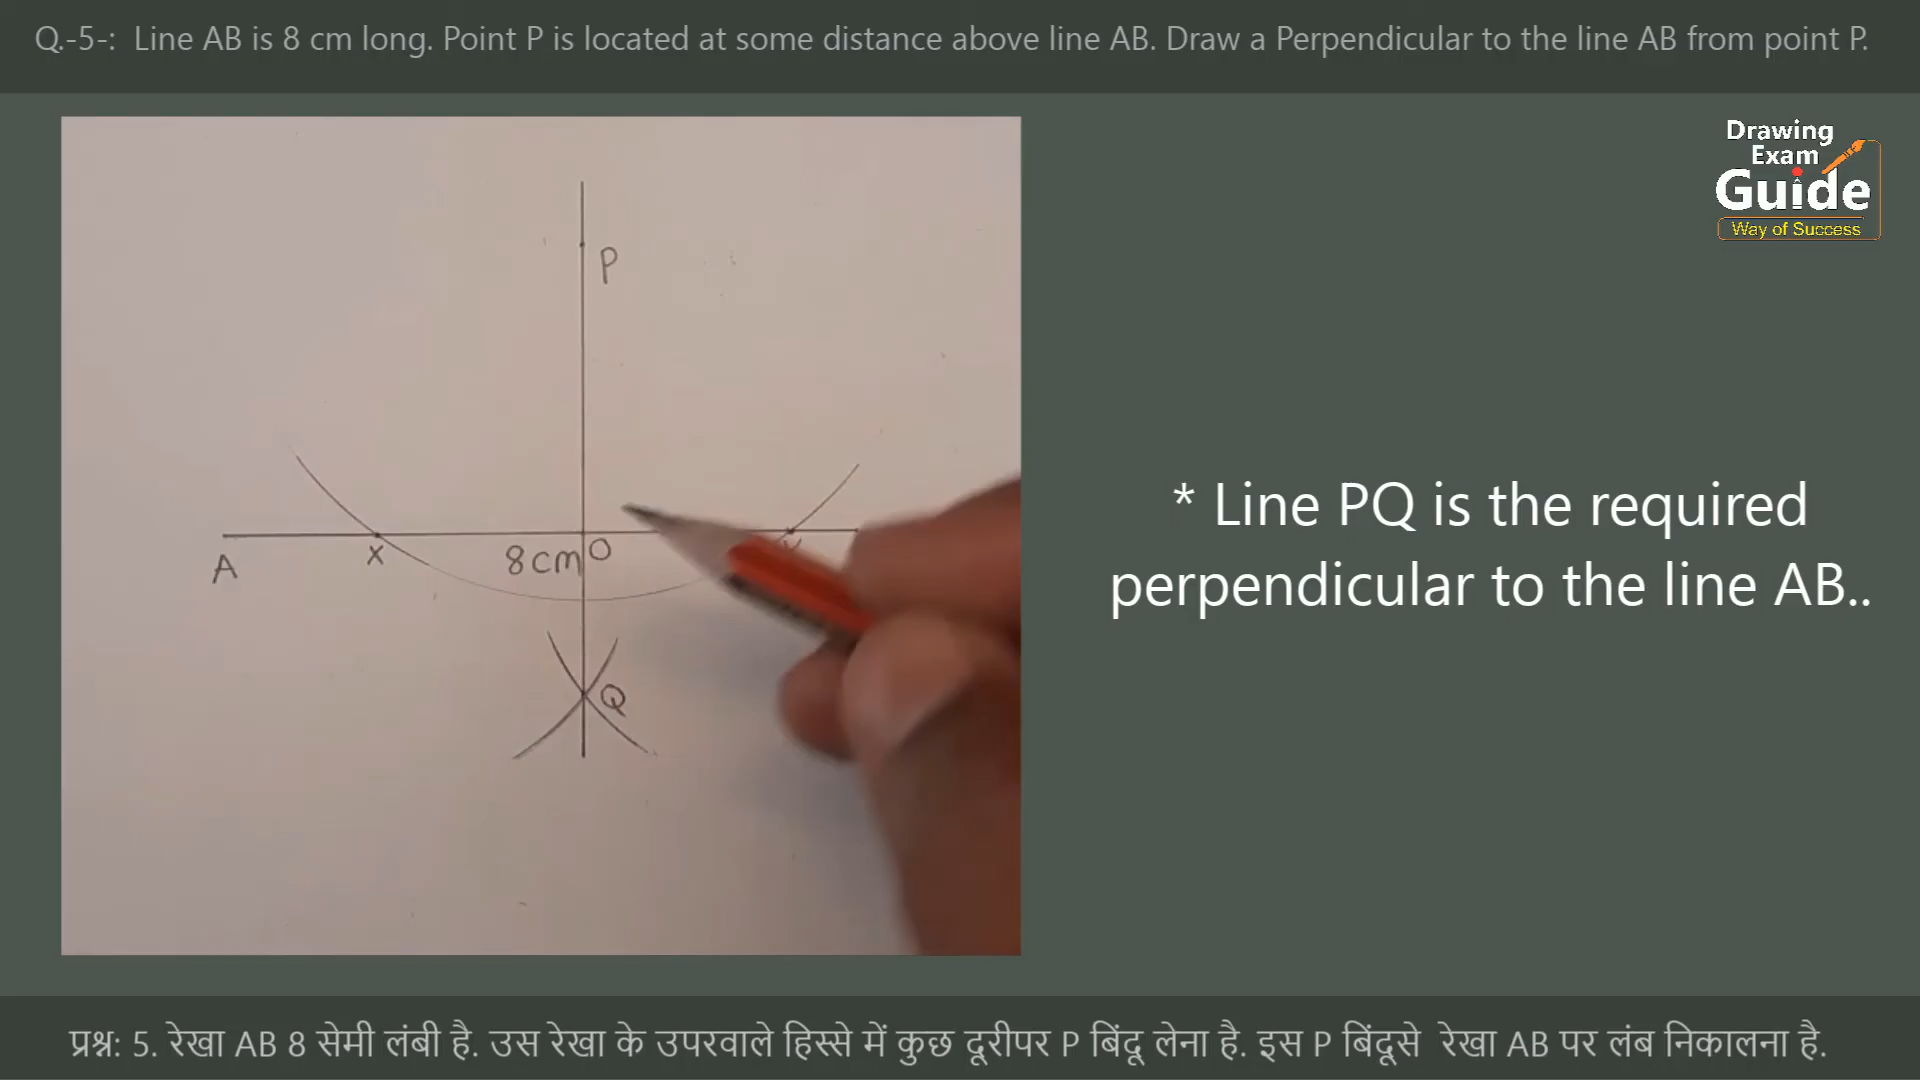 Q.-5-: Line AB is 8 cm long. Point P is located at some distance above line AB. Draw a Perpendicular to the line AB from point P.
Drawing
Exam
Guide
Way of Success
P
A
X
8cm
O
Q
* Line PQ is the required
perpendicular to the line AB..
प्रश्न: 5. रेखा AB 8 सेमी लंबी है. उस रेखा के उपरवाले हिस्से में कुछ दूरीपर P बिंदू लेना है. इस P बिंदूसे रेखा AB पर लंब निकालना है.